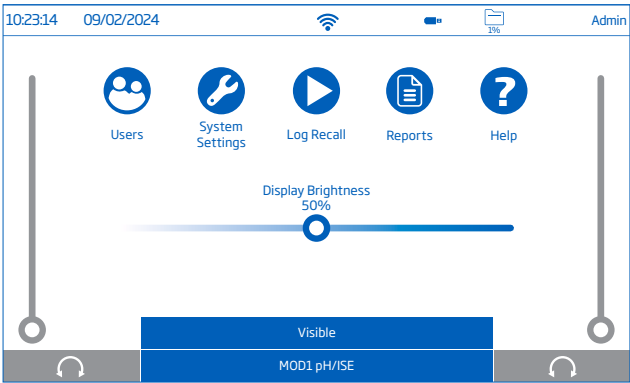 10:23:14 09/02/2024 1% Admin
Users
System
Settings
Log Recall
Reports
?
Help
Display Brightness
50%
Visible
MOD1 pH/ISE